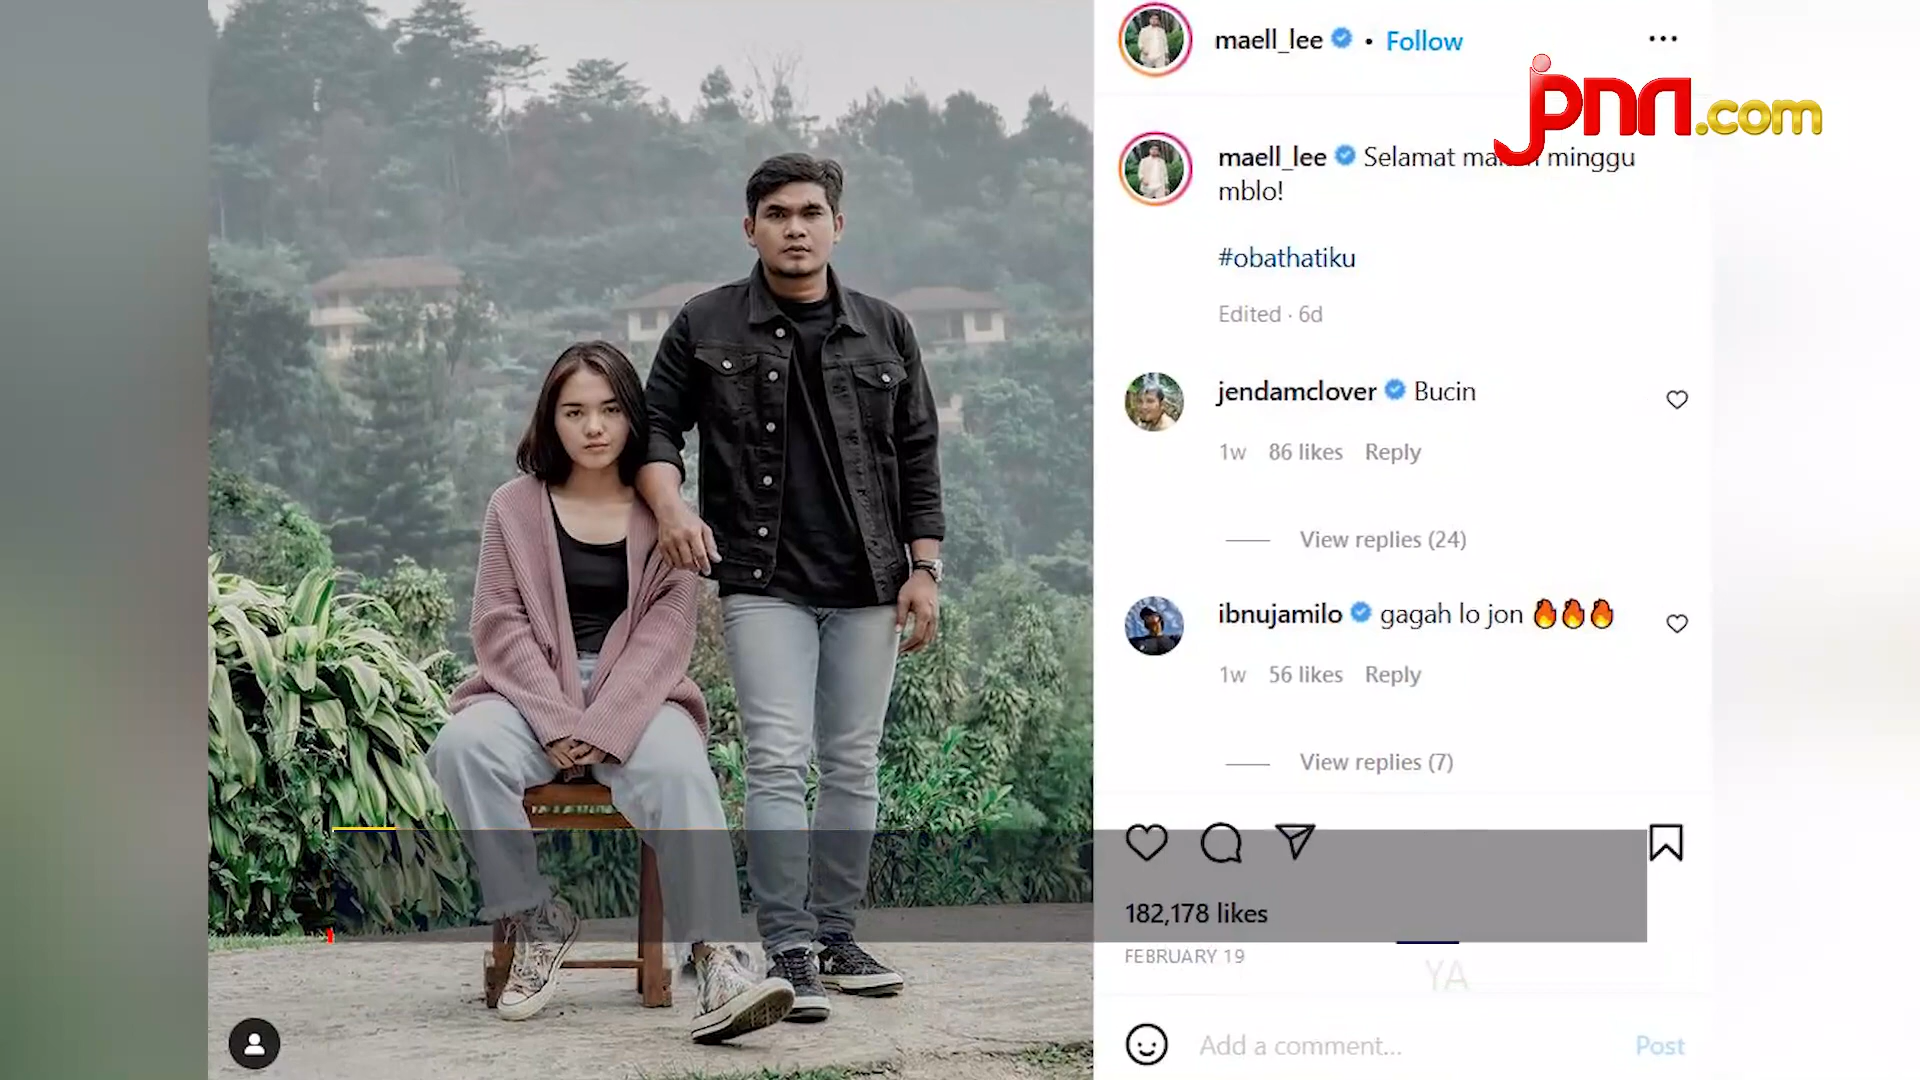 maell_lee • Follow
jpnn.com
maell_lee Selamat minggu
mblo!
#obathatiku
Edited · 6d
jendamclover Bucin
1w 86 likes Reply
View replies (24)
ibnujamilo gagah lo jon 🔥🔥🔥
1w 56 likes Reply
View replies (7)
182,178 likes
FEBRUARY 19
YA
Add a comment... Post